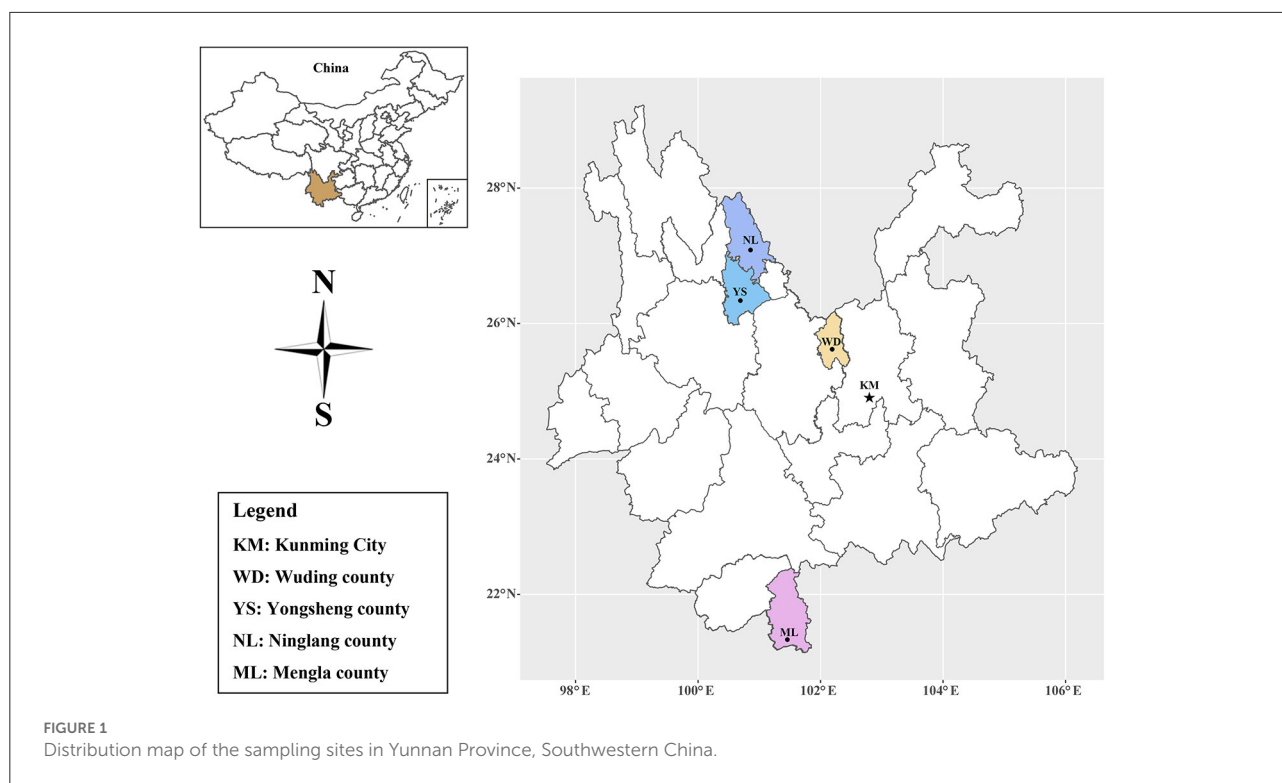 China
N
S
Legend
KM: Kunming City
WD: Wuding county
YS: Yongsheng county
NL: Ninglang county
ML: Mengla county
28°N
26°N
24°N
22°N
NL
YS
WD
KM
ML
98°E 100°E 102°E 104°E 106°E
FIGURE 1
Distribution map of the sampling sites in Yunnan Province, Southwestern China.